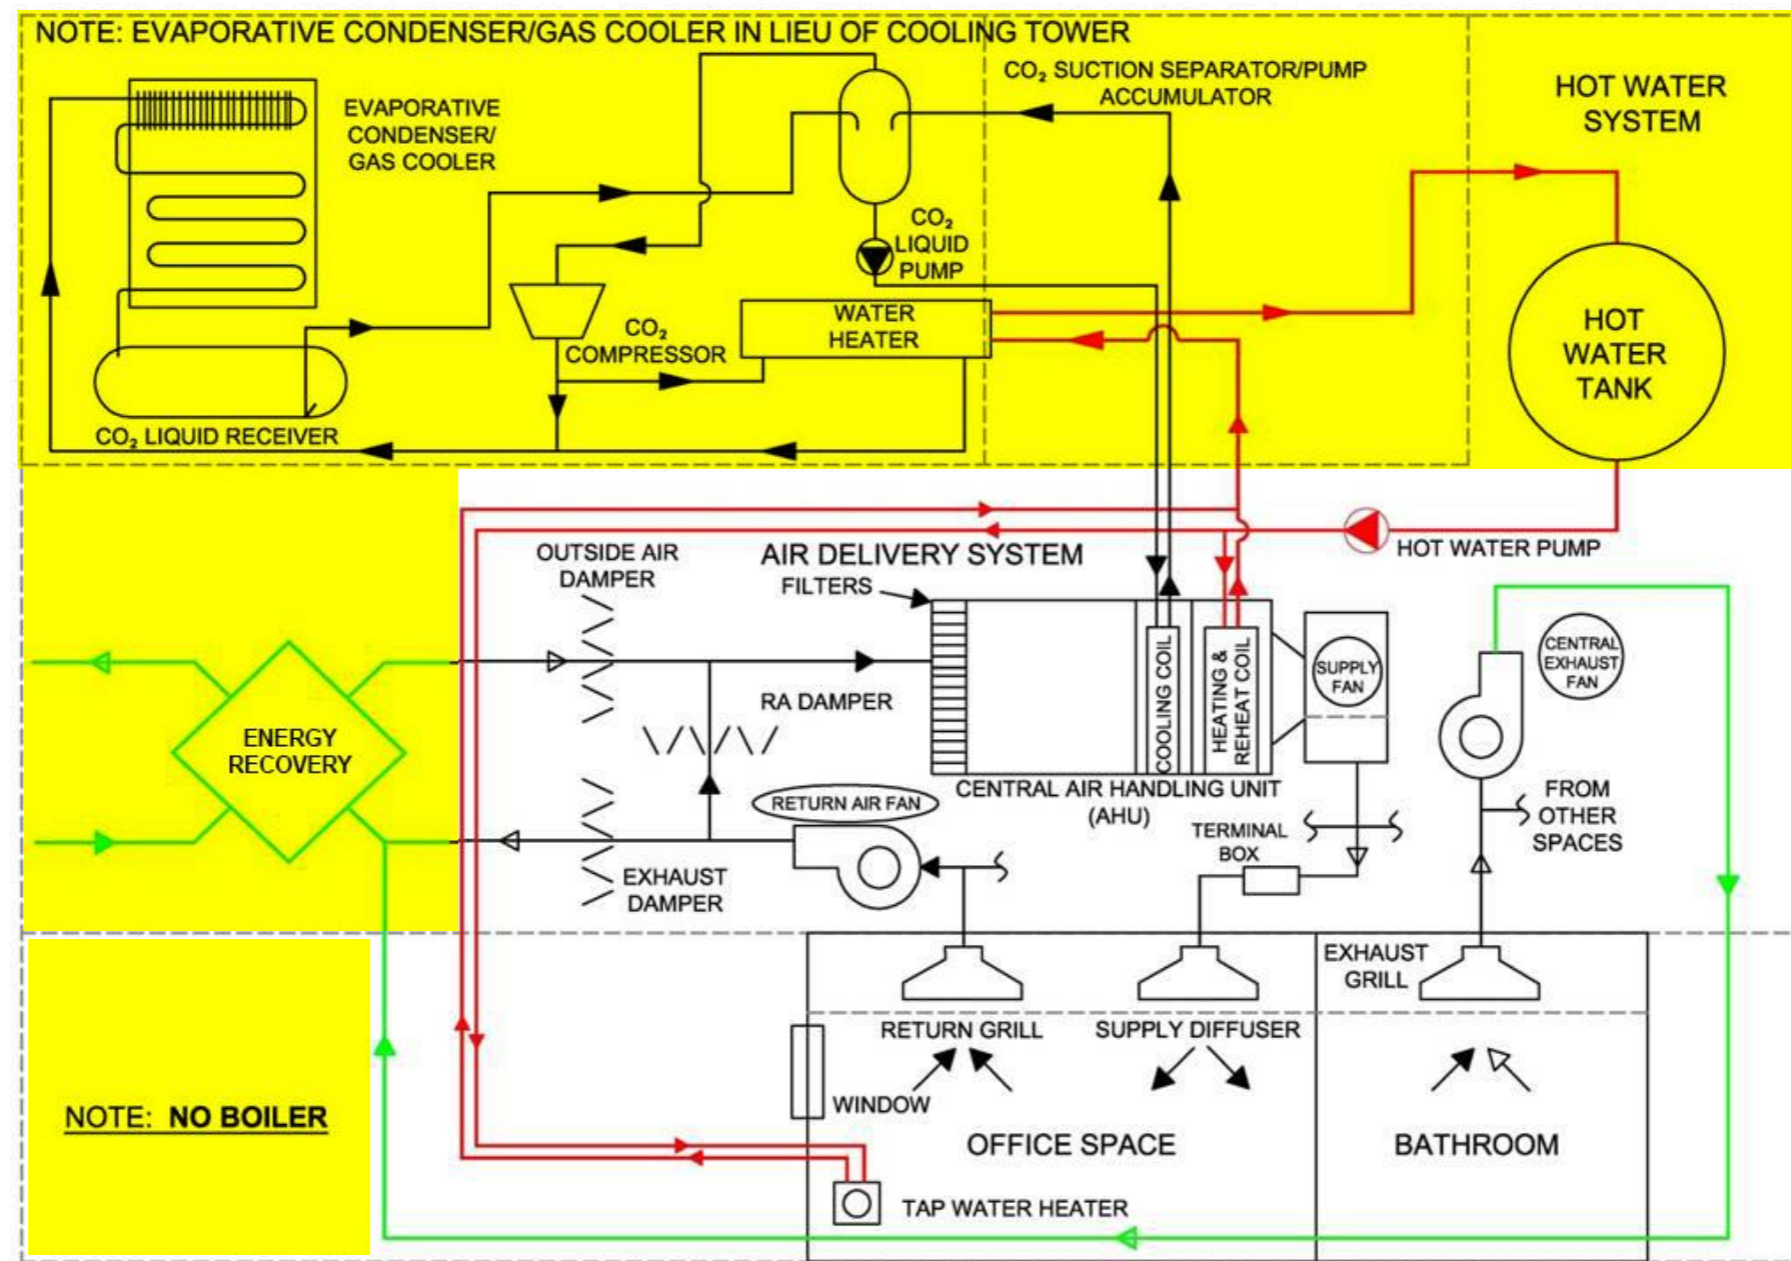 NOTE: EVAPORATIVE CONDENSER/GAS COOLER IN LIEU OF COOLING TOWER
EVAPORATIVE
CONDENSER/
GAS COOLER
CO₂ SUCTION SEPARATOR/PUMP
ACCUMULATOR
HOT WATER
SYSTEM
CO₂
LIQUID
PUMP
WATER
HEATER
CO₂
COMPRESSOR
HOT
WATER
TANK
CO₂ LIQUID RECEIVER
OUTSIDE AIR
DAMPER
AIR DELIVERY SYSTEM
FILTERS
HOT WATER PUMP
ENERGY
RECOVERY
RA DAMPER
COOLING COIL
HEATING &
REHEAT COIL
SUPPLY
FAN
CENTRAL
EXHAUST
FAN
RETURN AIR FAN
CENTRAL AIR HANDLING UNIT
(AHU)
EXHAUST
DAMPER
TERMINAL
BOX
FROM
OTHER
SPACES
EXHAUST
GRILL
RETURN GRILL
SUPPLY DIFFUSER
WINDOW
NOTE: NO BOILER
OFFICE SPACE
BATHROOM
TAP WATER HEATER